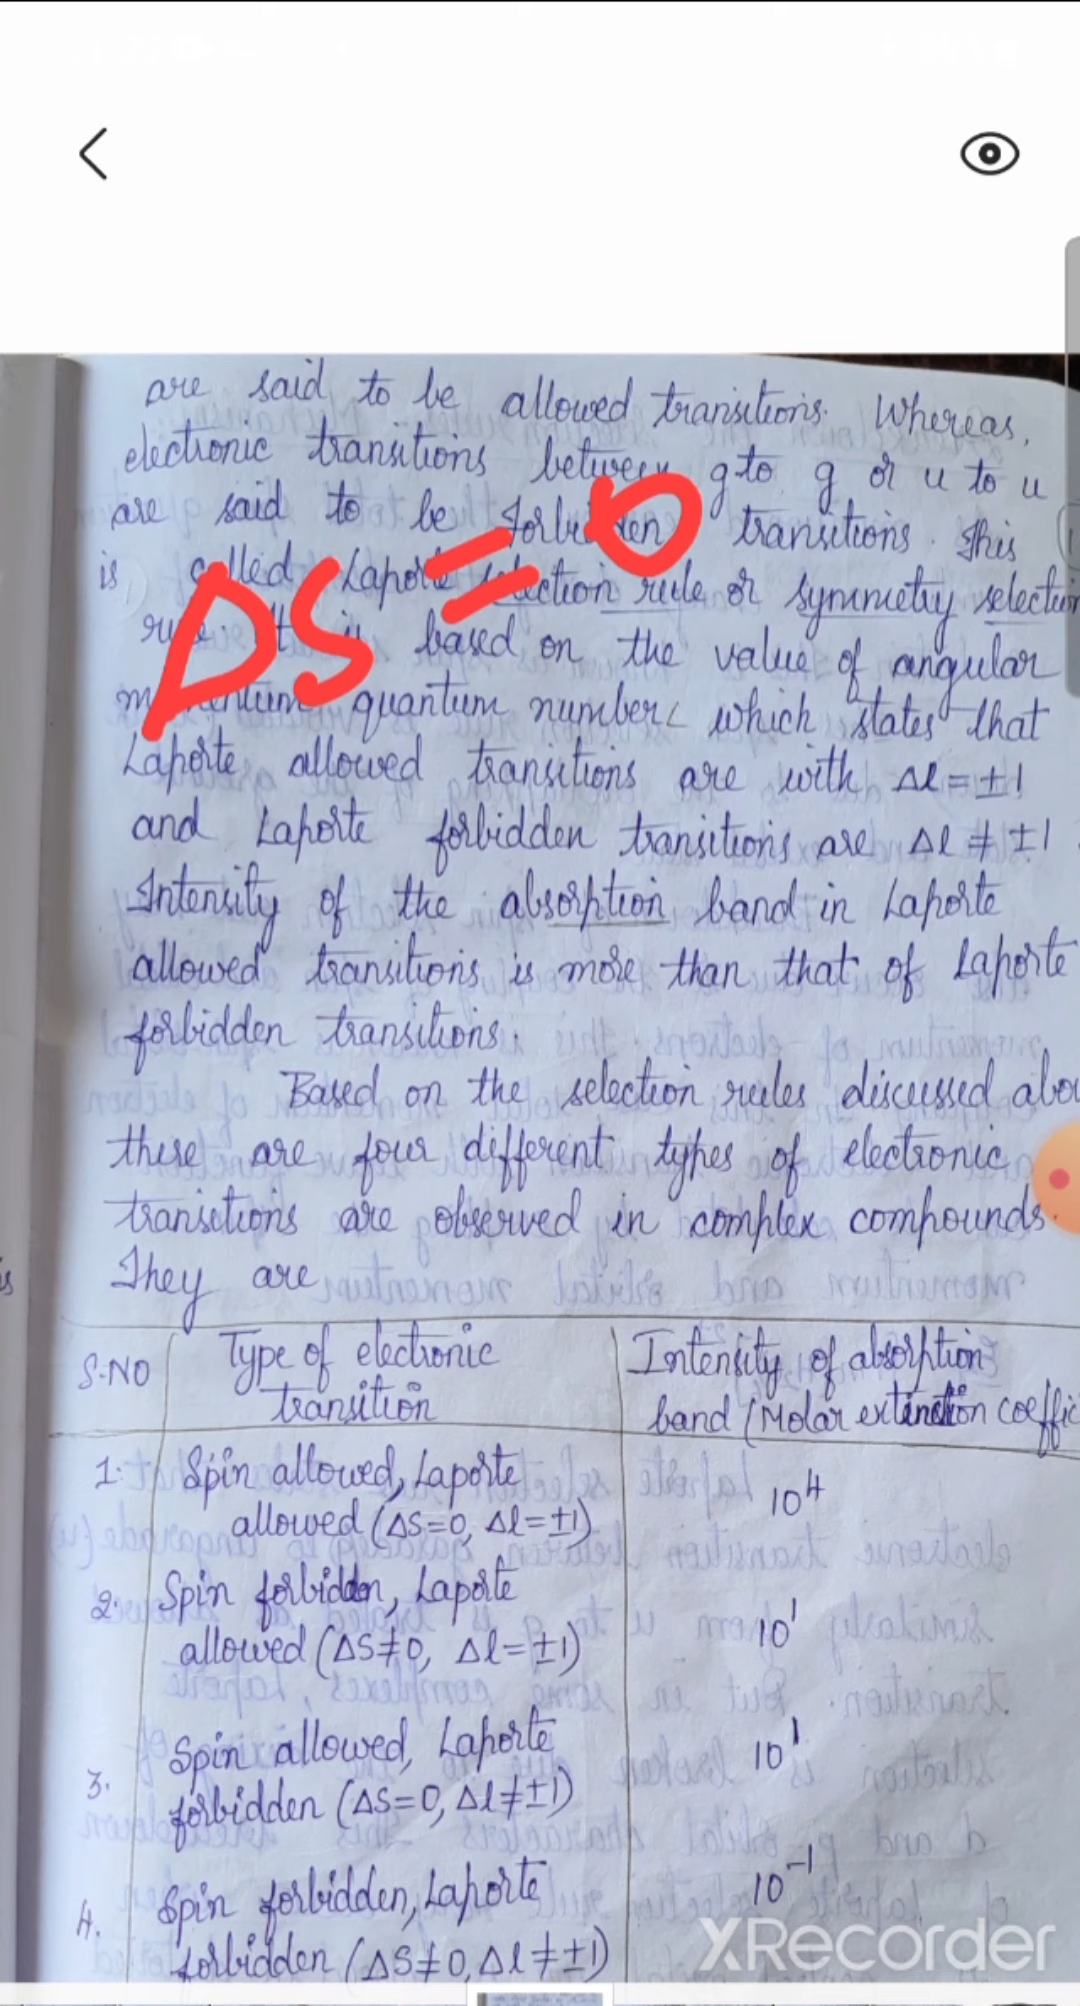 are said to be allowed transitions. Whereas,
electronic transitions between g to g or u to u
are said to be forbidden transitions. This
is called Laporte selection rule or symmetry selection
ΔS=0
rule. It is based on the value of angular
momentum quantum number which states that
Laporte allowed transitions are with Δl=±1
and Laporte forbidden transitions are Δl≠±1
Intensity of the absorption band in Laporte
allowed transitions is more than that of Laporte
forbidden transitions.
Based on the selection rules discussed abo
there are four different types of electronic
transitions are observed in complex compounds.
They are
S.NO Type of electronic transition Intensity of absorption band (Molar extinction coeffic
1. Spin allowed, Laporte
allowed (ΔS=0, Δl=±1) 10⁴
2. Spin forbidden, Laporte
allowed (ΔS≠0, Δl=±1) 10¹
3. Spin allowed, Laporte
forbidden (ΔS=0, Δl≠±1) 10¹
4. Spin forbidden, Laporte
forbidden (ΔS≠0, Δl≠±1) 10⁻¹
XRecorder